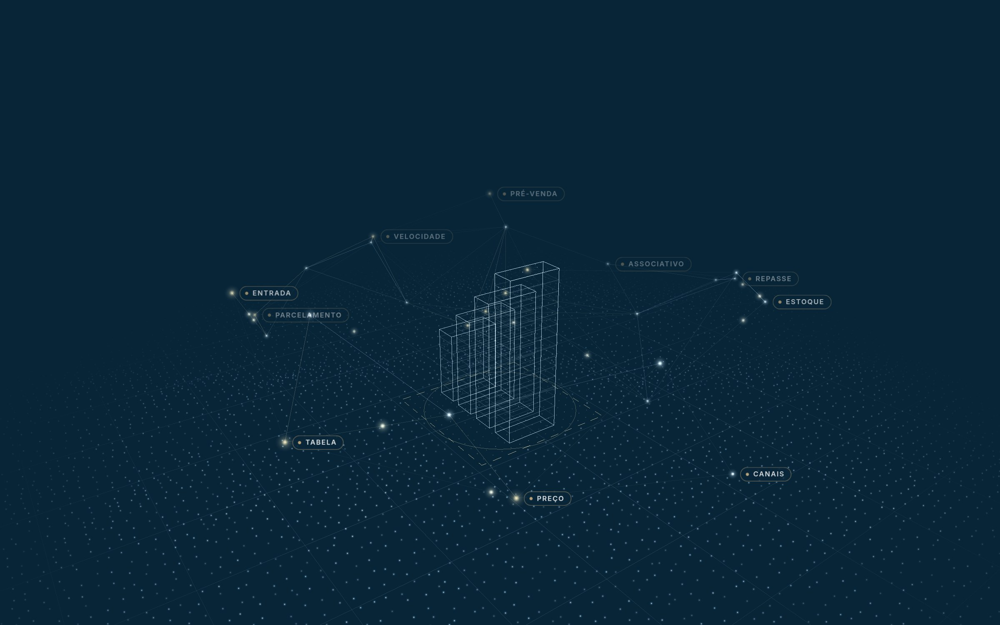 PRÉ-VENDA
VELOCIDADE
ASSOCIATIVO
REPASSE
ENTRADA
ESTOQUE
PARCELAMENTO
TABELA
CANAIS
PREÇO